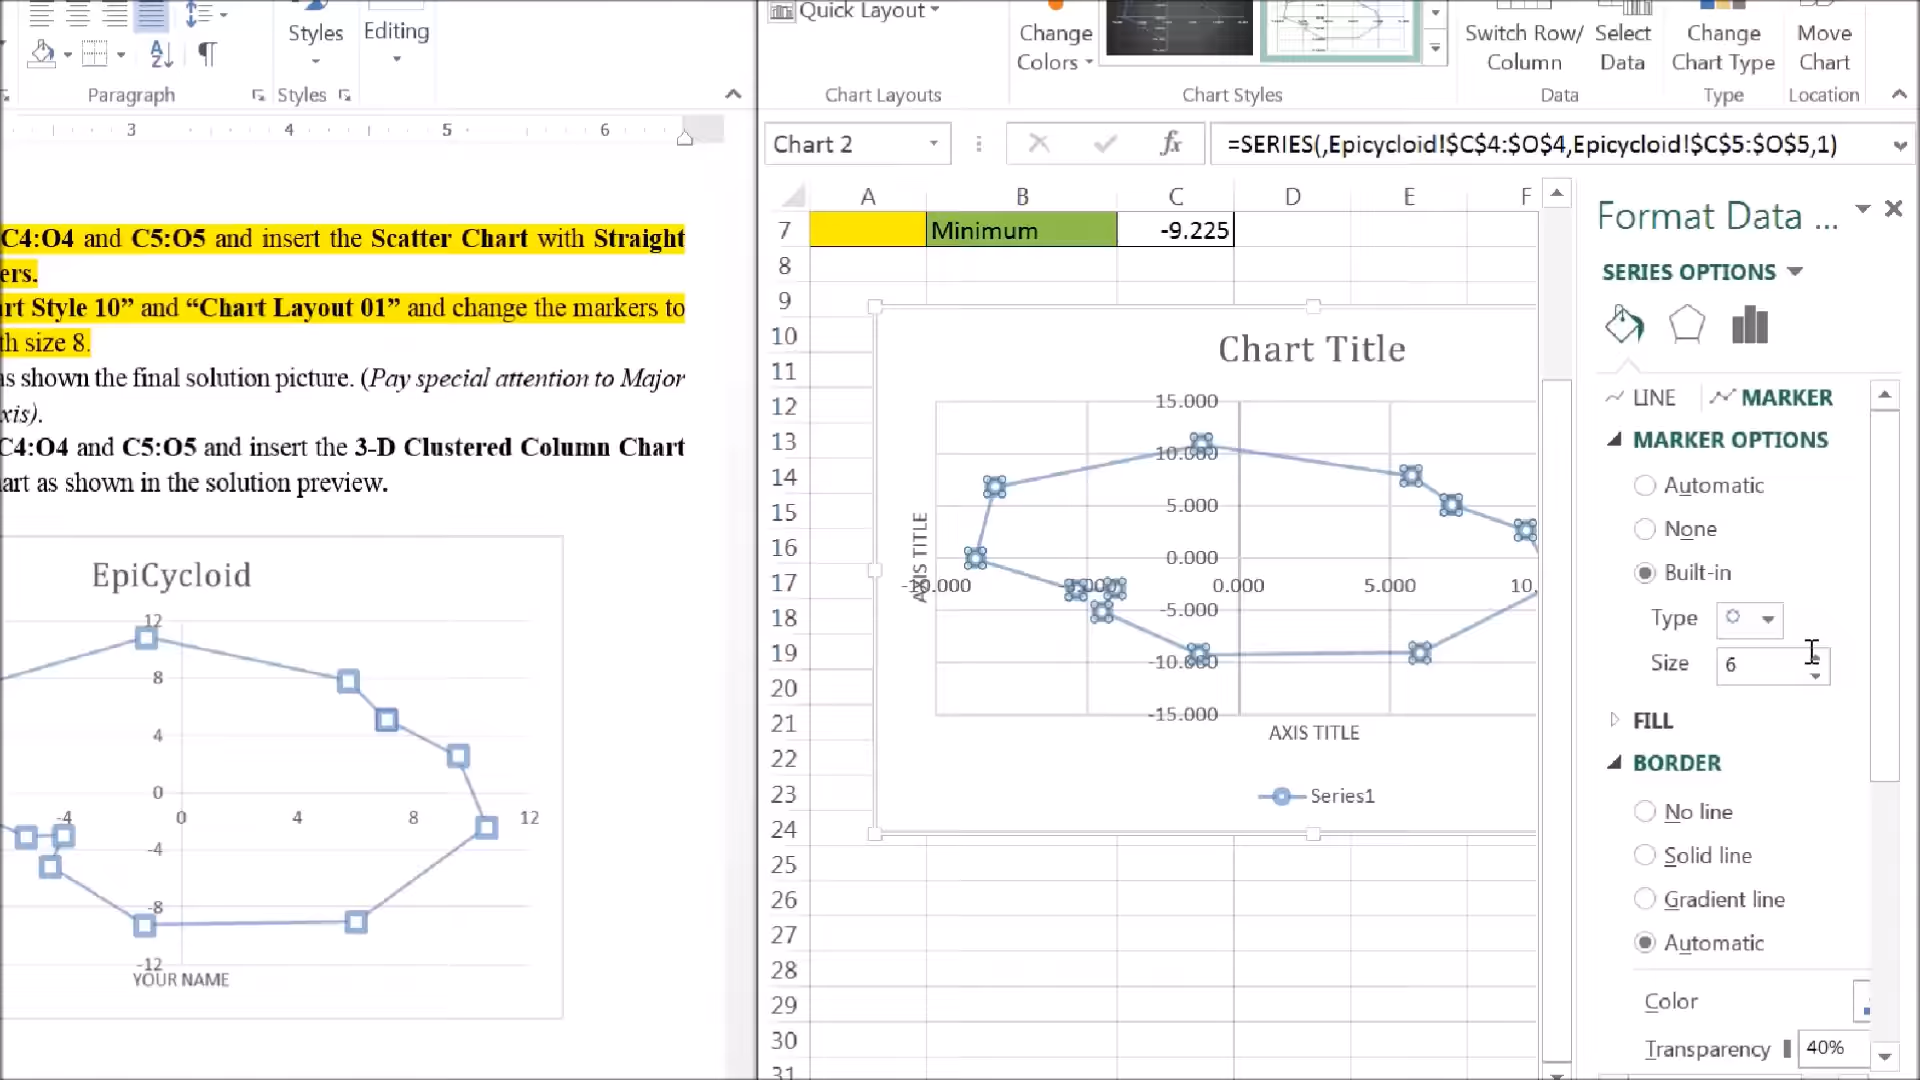 Styles
Editing
Paragraph
Styles
3
4
5
6
C4:O4 and C5:O5 and insert the Scatter Chart with Straight
ers.
rt Style 10” and “Chart Layout 01” and change the markers to
th size 8.
as shown the final solution picture. (Pay special attention to Major
xis).
C4:O4 and C5:O5 and insert the 3-D Clustered Column Chart
art as shown in the solution preview.
EpiCycloid
12
8
4
0
-4
-8
-12
-4
0
4
8
12
YOUR NAME
Quick Layout
Change
Colors
Switch Row/
Column
Select
Data
Change
Chart Type
Move
Chart
Chart Layouts
Chart Styles
Data
Type
Location
Chart 2
fx
=SERIES(,Epicycloid!$C$4:$O$4,Epicycloid!$C$5:$O$5,1)
A
B
C
D
E
F
7
Minimum
-9.225
8
9
10
11
12
13
14
15
16
17
18
19
20
21
22
23
24
25
26
27
28
29
30
31
Chart Title
15.000
10.000
5.000
0.000
-5.000
-10.000
-15.000
-10.000
-5.000
0.000
5.000
10.
AXIS TITLE
AXIS TITLE
Series1
Format Data ...
SERIES OPTIONS
LINE
MARKER
MARKER OPTIONS
Automatic
None
Built-in
Type
Size
6
FILL
BORDER
No line
Solid line
Gradient line
Automatic
Color
Transparency
40%